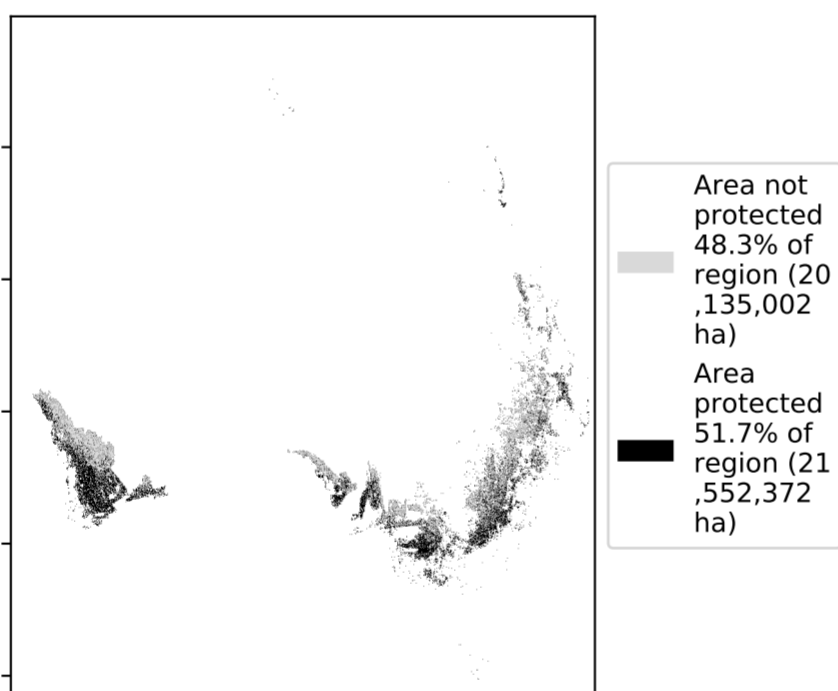 Area not
protected
48.3% of
region (20
,135,002
ha)
Area
protected
51.7% of
region (21
,552,372
ha)